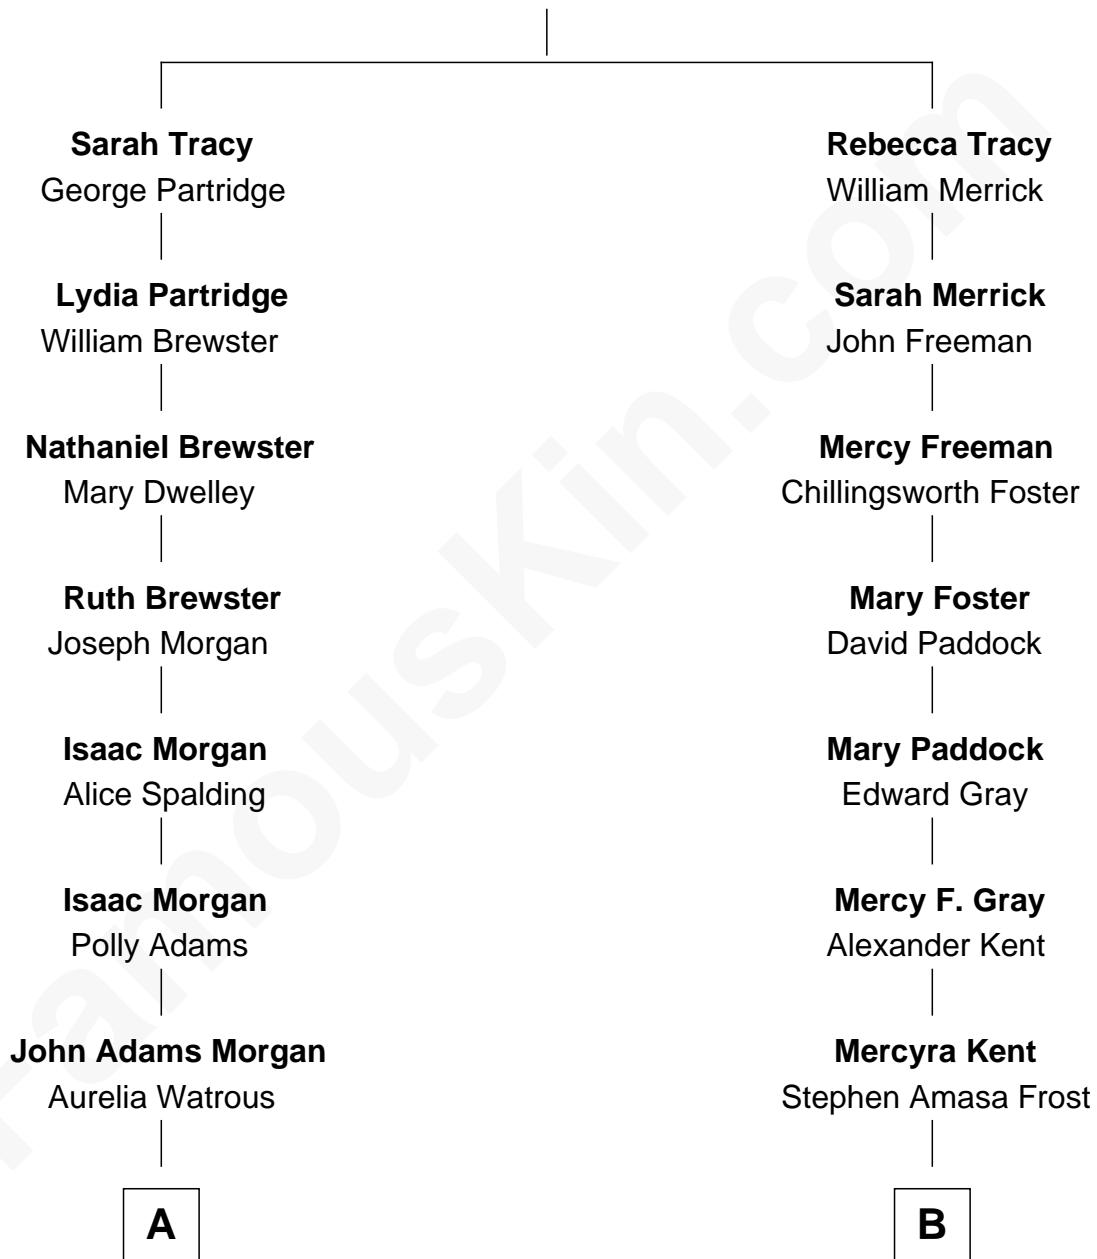 Sarah Tracy
George Partridge
Lydia Partridge
William Brewster
Nathaniel Brewster
Mary Dwelley
Ruth Brewster
Joseph Morgan
Isaac Morgan
Alice Spalding
Isaac Morgan
Polly Adams
John Adams Morgan
Aurelia Watrous
A
Rebecca Tracy
William Merrick
Sarah Merrick
John Freeman
Mercy Freeman
Chillingsworth Foster
Mary Foster
David Paddock
Mary Paddock
Edward Gray
Mercy F. Gray
Alexander Kent
Mercyra Kent
Stephen Amasa Frost
B
FamousKin.com